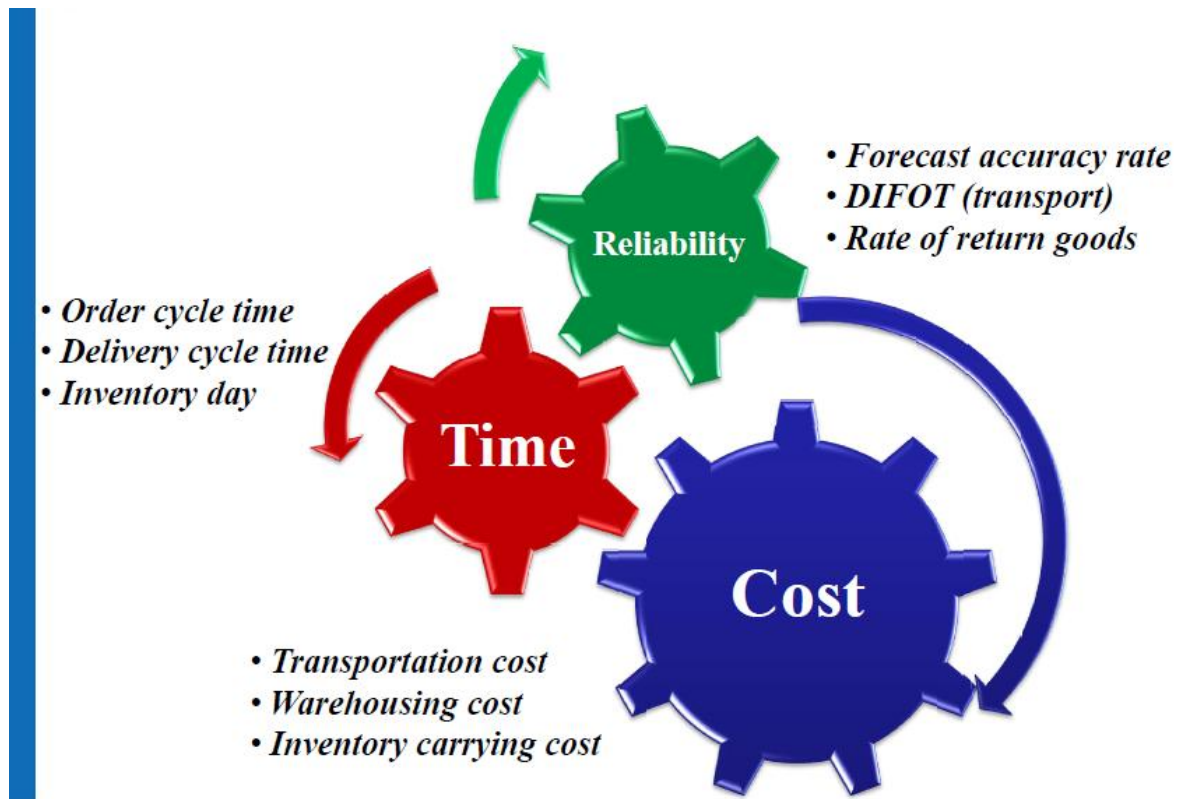 • Forecast accuracy rate
• DIFOT (transport)
• Rate of return goods
Reliability
• Order cycle time
• Delivery cycle time
• Inventory day
Time
Cost
• Transportation cost
• Warehousing cost
• Inventory carrying cost